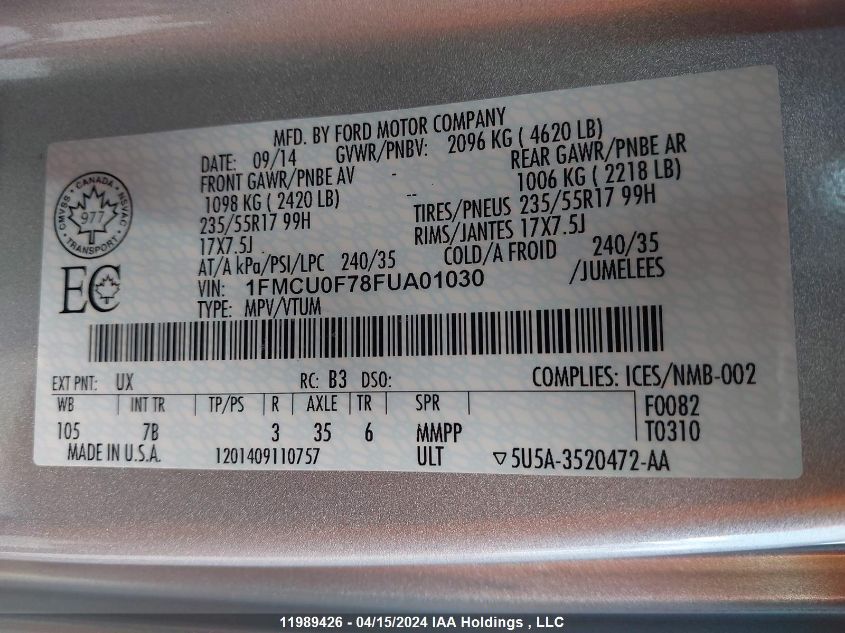 MFD. BY FORD MOTOR COMPANY
DATE: 09/14 GVWR/PNBV: 2096 KG ( 4620 LB)
FRONT GAWR/PNBE AV - REAR GAWR/PNBE AR
1098 KG ( 2420 LB) -- 1006 KG ( 2218 LB)
235/55R17 99H TIRES/PNEUS 235/55R17 99H
17X7.5J RIMS/JANTES 17X7.5J
AT/A kPa/PSI/LPC 240/35 COLD/A FROID 240/35
VIN: 1FMCU0F78FUA01030 /JUMELEES
TYPE: MPV/VTUM
CANADA
CMVSS NSVAC
977
TRANSPORT
EC
EXT PNT: UX RC: B3 DSO: COMPLIES: ICES/NMB-002
WB INT TR TP/PS R AXLE TR SPR F0082
105 7B 3 35 6 MMPP T0310
MADE IN U.S.A. 1201409110757 ULT ▽5U5A-3520472-AA
11989426 - 04/15/2024 IAA Holdings , LLC